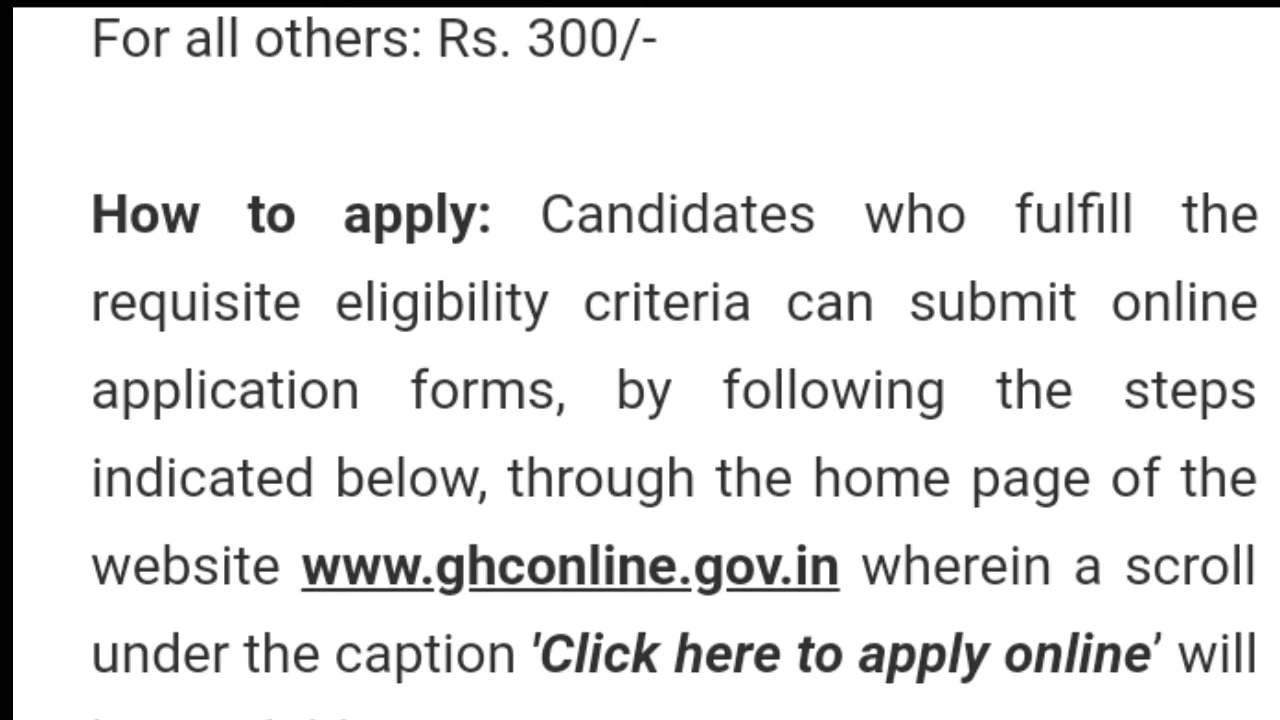 For all others: Rs. 300/-
How to apply: Candidates who fulfill the
requisite eligibility criteria can submit online
application forms, by following the steps
indicated below, through the home page of the
website www.ghconline.gov.in wherein a scroll
under the caption 'Click here to apply online’ will